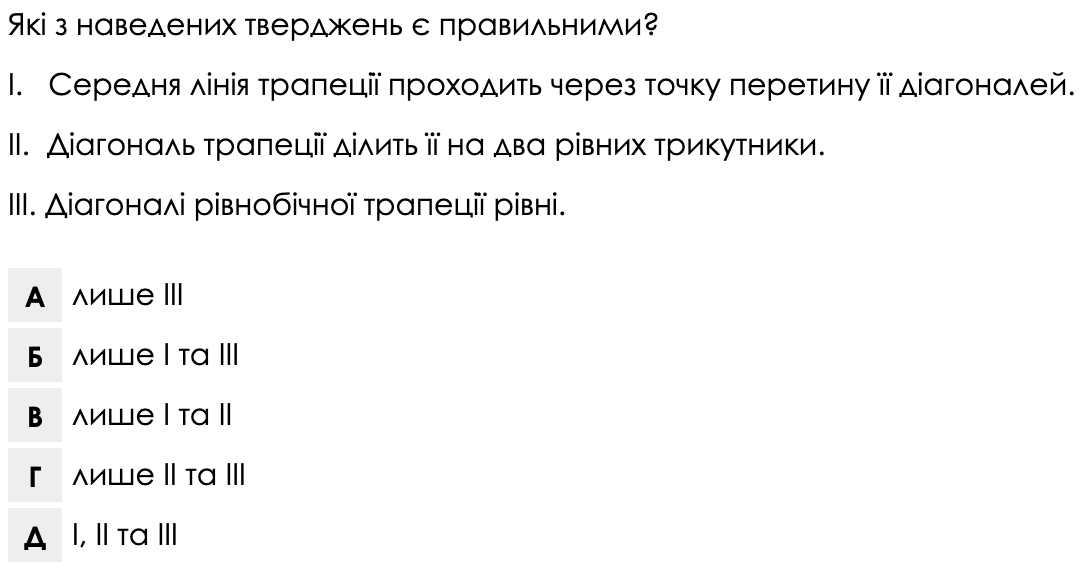 Які з наведених тверджень є правильними?
I. Середня лінія трапеції проходить через точку перетину її діагоналей.
II. Діагональ трапеції ділить її на два рівних трикутники.
III. Діагоналі рівнобічної трапеції рівні.
А лише III
Б лише I та III
В лише I та II
Г лише II та III
Д I, II та III